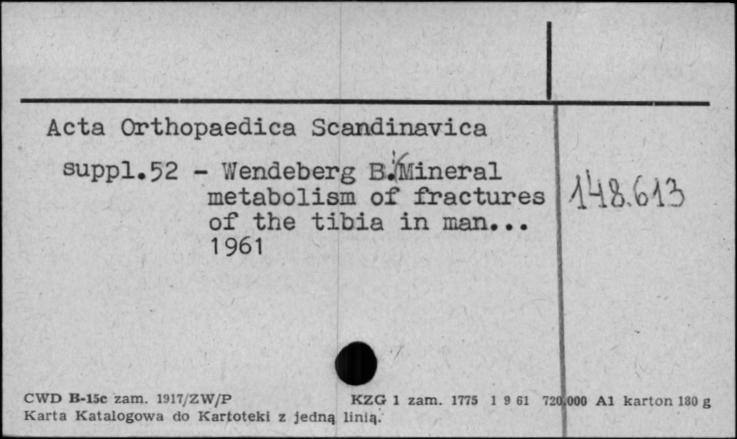 Acta Orthopaedica Scandinavica
suppl.52 - Wendeberg B.: Mineral
metabolism of fractures
of the tibia in man...
1961
148.613
CWD B-15c zam. 1917/ZW/P KZG 1 zam. 1775 1 9 61 720.000 A1 karton 180 g
Karta Katalogowa do Kartoteki z jedną linią.